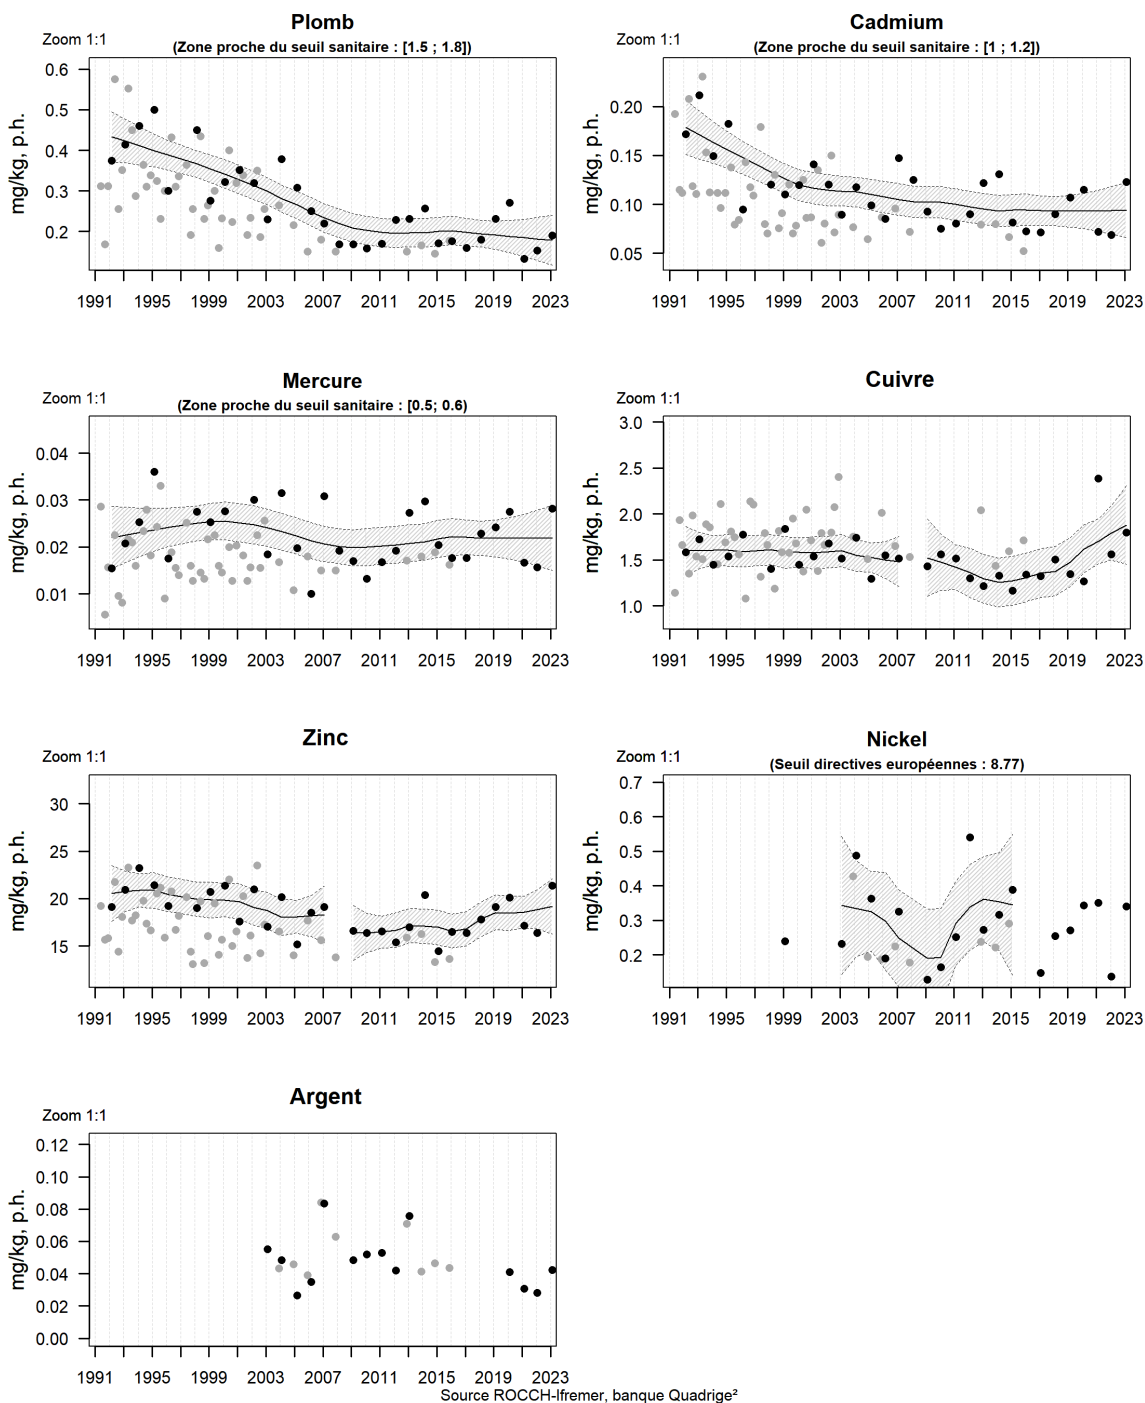 Plomb
Zoom 1:1
(Zone proche du seuil sanitaire : [1.5 ; 1.8])
mg/kg, p.h.
0.6
0.5
0.4
0.3
0.2
1991 1995 1999 2003 2007 2011 2015 2019 2023
Cadmium
Zoom 1:1
(Zone proche du seuil sanitaire : [1 ; 1.2])
mg/kg, p.h.
0.20
0.15
0.10
0.05
1991 1995 1999 2003 2007 2011 2015 2019 2023
Mercure
Zoom 1:1
(Zone proche du seuil sanitaire : [0.5; 0.6)
mg/kg, p.h.
0.04
0.03
0.02
0.01
1991 1995 1999 2003 2007 2011 2015 2019 2023
Cuivre
Zoom 1:1
mg/kg, p.h.
3.0
2.5
2.0
1.5
1.0
1991 1995 1999 2003 2007 2011 2015 2019 2023
Zinc
Zoom 1:1
mg/kg, p.h.
30
25
20
15
1991 1995 1999 2003 2007 2011 2015 2019 2023
Nickel
Zoom 1:1
(Seuil directives européennes : 8.77)
mg/kg, p.h.
0.7
0.6
0.5
0.4
0.3
0.2
1991 1995 1999 2003 2007 2011 2015 2019 2023
Argent
Zoom 1:1
mg/kg, p.h.
0.12
0.10
0.08
0.06
0.04
0.02
0.00
1991 1995 1999 2003 2007 2011 2015 2019 2023
Source ROCCH-Ifremer, banque Quadrige²